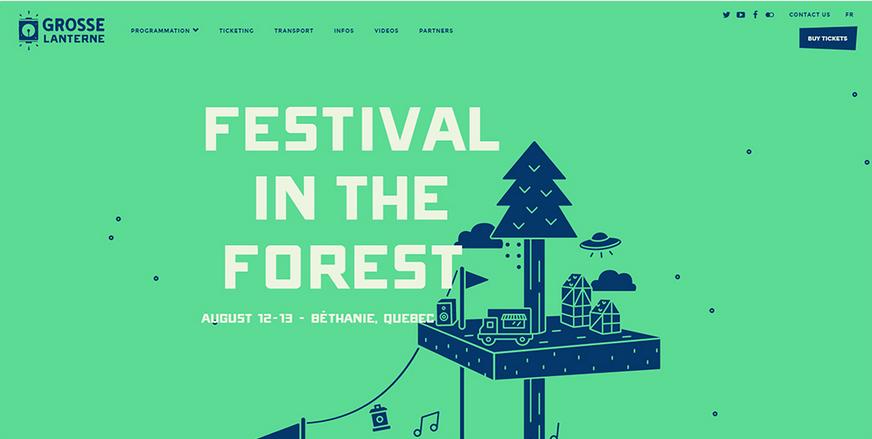 GROSSE
LANTERNE
PROGRAMMATION
TICKETING
TRANSPORT
INFOS
VIDEOS
PARTNERS
CONTACT US
FR
BUY TICKETS
FESTIVAL
IN THE
FOREST
AUGUST 12-13 - BÉTHANIE, QUEBEC